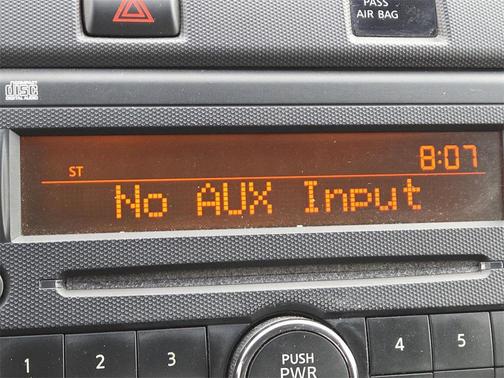 PASS
AIR BAG
COMPACT
disc
DIGITAL AUDIO
ST
8:07
No AUX Input
1
2
3
PUSH
PWR
4
5